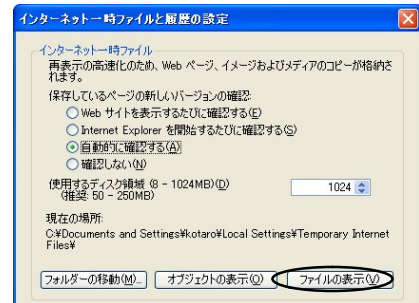 インターネット一時ファイルと履歴の設定
インターネット一時ファイル
再表示の高速化のため、Web ページ、イメージおよびメディアのコピーが格納さ
れます。
保存しているページの新しいバージョンの確認:
Web サイトを表示するたびに確認する(E)
Internet Explorer を開始するたびに確認する(S)
自動的に確認する(A)
確認しない(N)
使用するディスク領域 (8 - 1024MB)(D)
(推奨: 50 - 250MB)
1024
現在の場所:
C:¥Documents and Settings¥kotaro¥Local Settings¥Temporary Internet
Files¥
フォルダーの移動(M)... オブジェクトの表示(O) ファイルの表示(V)